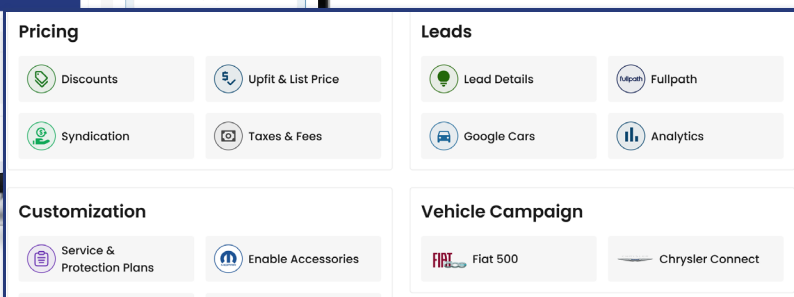 Pricing
Discounts
Upfit & List Price
Syndication
Taxes & Fees
Leads
Lead Details
fullpath Fullpath
Google Cars
Analytics
Customization
Service &
Protection Plans
Enable Accessories
Vehicle Campaign
FIAT Fiat 500
Chrysler Connect